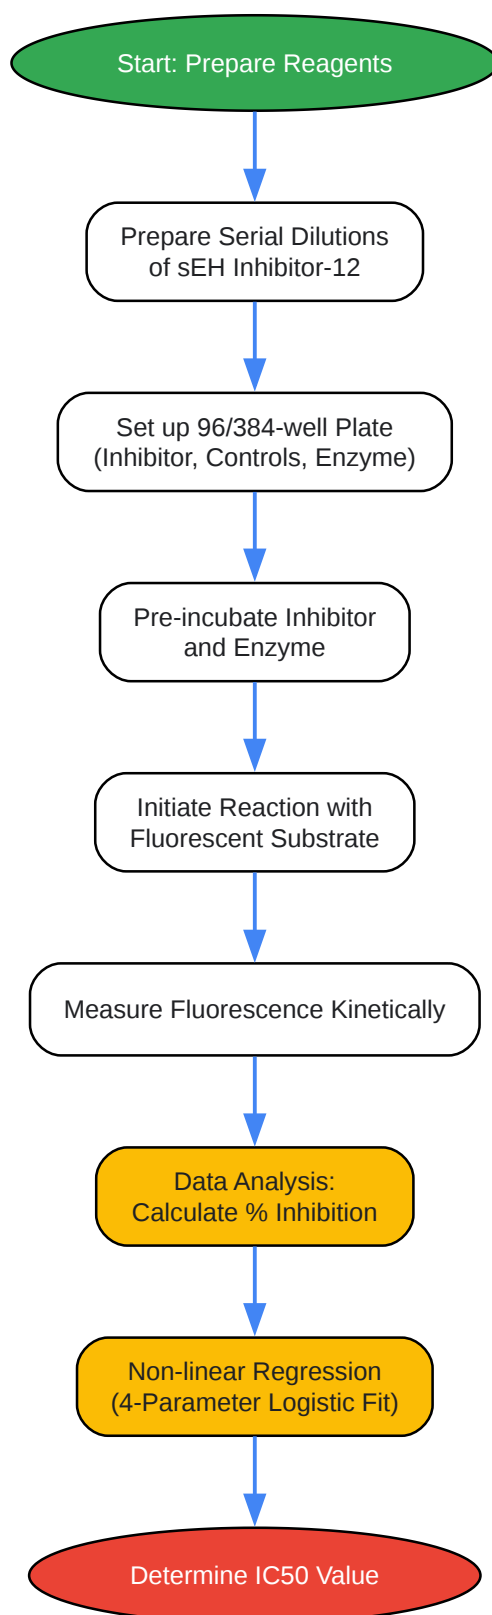 Start: Prepare Reagents
Prepare Serial Dilutions
of sEH Inhibitor-12
Set up 96/384-well Plate
(Inhibitor, Controls, Enzyme)
Pre-incubate Inhibitor
and Enzyme
Initiate Reaction with
Fluorescent Substrate
Measure Fluorescence Kinetically
Data Analysis:
Calculate % Inhibition
Non-linear Regression
(4-Parameter Logistic Fit)
Determine IC50 Value